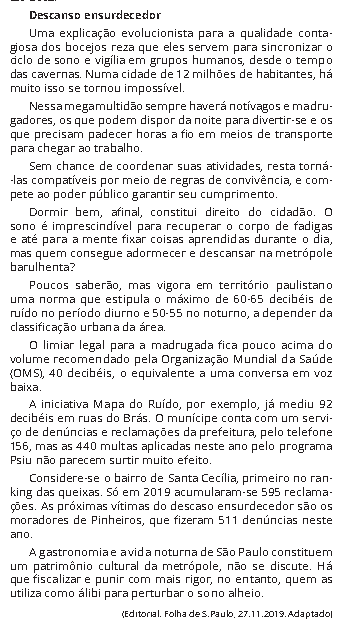 Descanso ensurdecedor
Uma explicação evolucionista para a qualidade conta-
giosa dos bocejos reza que eles servem para sincronizar o
ciclo de sono e vigília em grupos humanos, desde o tempo
das cavernas. Numa cidade de 12 milhões de habitantes, há
muito isso se tornou impossível.
Nessa megamultidão sempre haverá notívagos e madru-
gadores, os que podem dispor da noite para divertir-se e os
que precisam padecer horas a fio em meios de transporte
para chegar ao trabalho.
Sem chance de coordenar suas atividades, resta torná-
-las compatíveis por meio de regras de convivência, e com-
pete ao poder público garantir seu cumprimento.
Dormir bem, afinal, constitui direito do cidadão. O
sono é imprescindível para recuperar o corpo de fadigas
e até para a mente fixar coisas aprendidas durante o dia,
mas quem consegue adormecer e descansar na metrópole
barulhenta?
Poucos saberão, mas vigora em território paulistano
uma norma que estipula o máximo de 60-65 decibéis de
ruído no período diurno e 50-55 no noturno, a depender da
classificação urbana da área.
O limiar legal para a madrugada fica pouco acima do
volume recomendado pela Organização Mundial da Saúde
(OMS), 40 decibéis, o equivalente a uma conversa em voz
baixa.
A iniciativa Mapa do Ruído, por exemplo, já mediu 92
decibéis em ruas do Brás. O munícipe conta com um servi-
ço de denúncias e reclamações da prefeitura, pelo telefone
156, mas as 440 multas aplicadas neste ano pelo programa
Psiu não parecem surtir muito efeito.
Considere-se o bairro de Santa Cecília, primeiro no ran-
king das queixas. Só em 2019 acumularam-se 595 reclama-
ções. As próximas vítimas do descaso ensurdecedor são os
moradores de Pinheiros, que fizeram 511 denúncias neste
ano.
A gastronomia e a vida noturna de São Paulo constituem
um patrimônio cultural da metrópole, não se discute. Há
que fiscalizar e punir com mais rigor, no entanto, quem as
utiliza como álibi para perturbar o sono alheio.
(Editorial. Folha de S.Paulo, 27.11.2019. Adaptado)